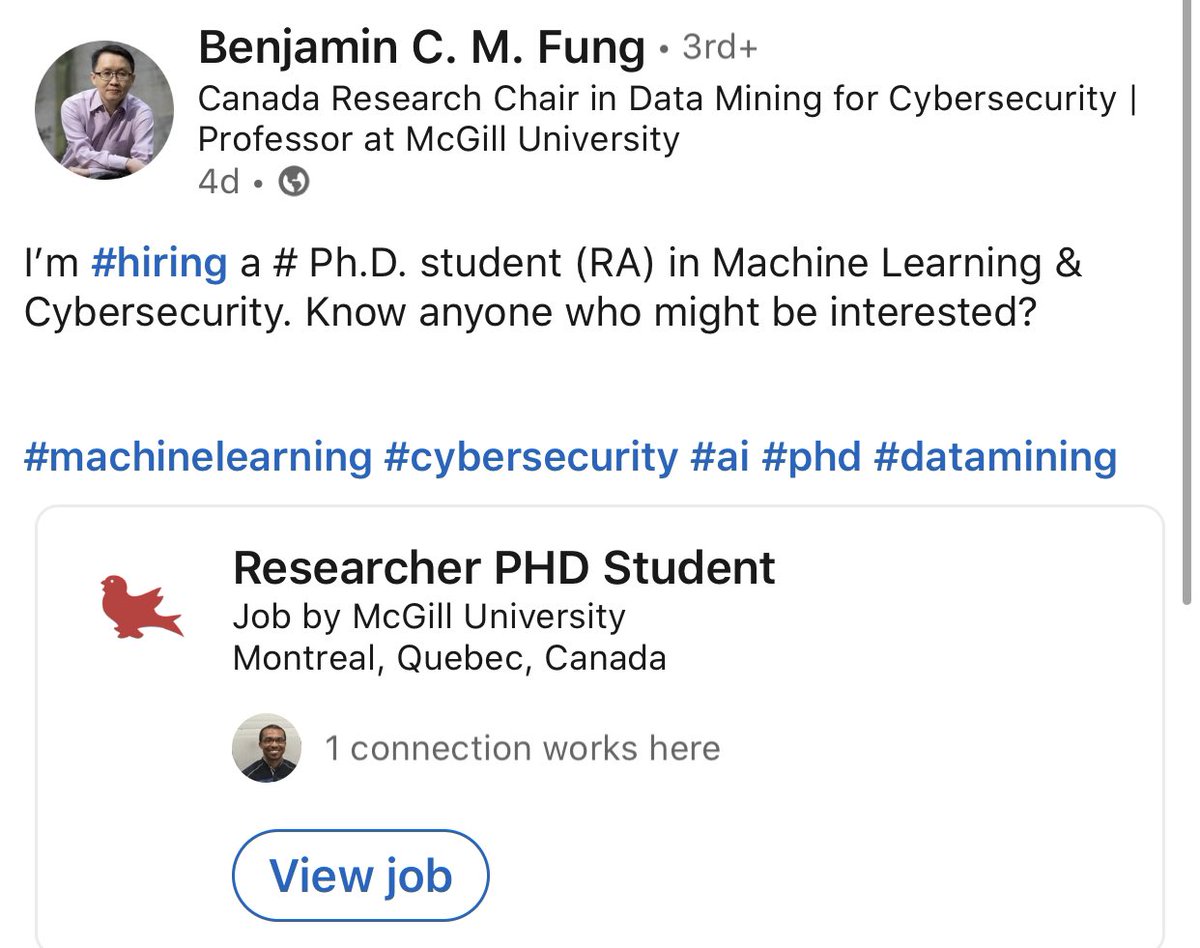 Benjamin C. M. Fung • 3rd+
Canada Research Chair in Data Mining for Cybersecurity |
Professor at McGill University
4d •
I’m #hiring a # Ph.D. student (RA) in Machine Learning &
Cybersecurity. Know anyone who might be interested?
#machinelearning #cybersecurity #ai #phd #datamining
Researcher PHD Student
Job by McGill University
Montreal, Quebec, Canada
1 connection works here
View job